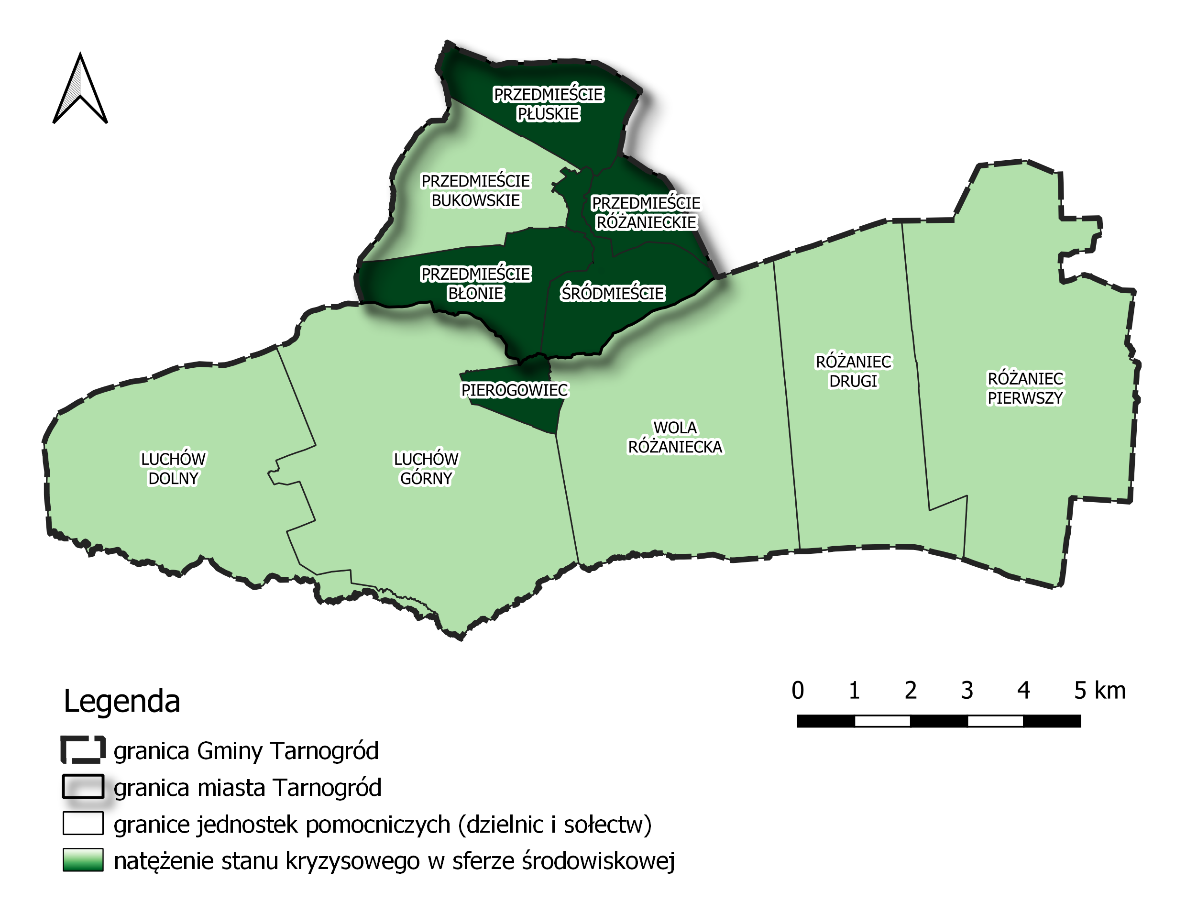 PRZEDMIEŚCIE
PŁUSKIE
PRZEDMIEŚCIE
BUKOWSKIE
PRZEDMIEŚCIE
RÓŻANIECKIE
PRZEDMIEŚCIE
BŁONIE
ŚRÓDMIEŚCIE
PIEROGOWIEC
RÓŻANIEC
DRUGI
RÓŻANIEC
PIERWSZY
WOLA
RÓŻANIECKA
LUCHÓW
DOLNY
LUCHÓW
GÓRNY
0 1 2 3 4 5 km
Legenda
granica Gminy Tarnogród
granica miasta Tarnogród
granice jednostek pomocniczych (dzielnic i sołectw)
natężenie stanu kryzysowego w sferze środowiskowej